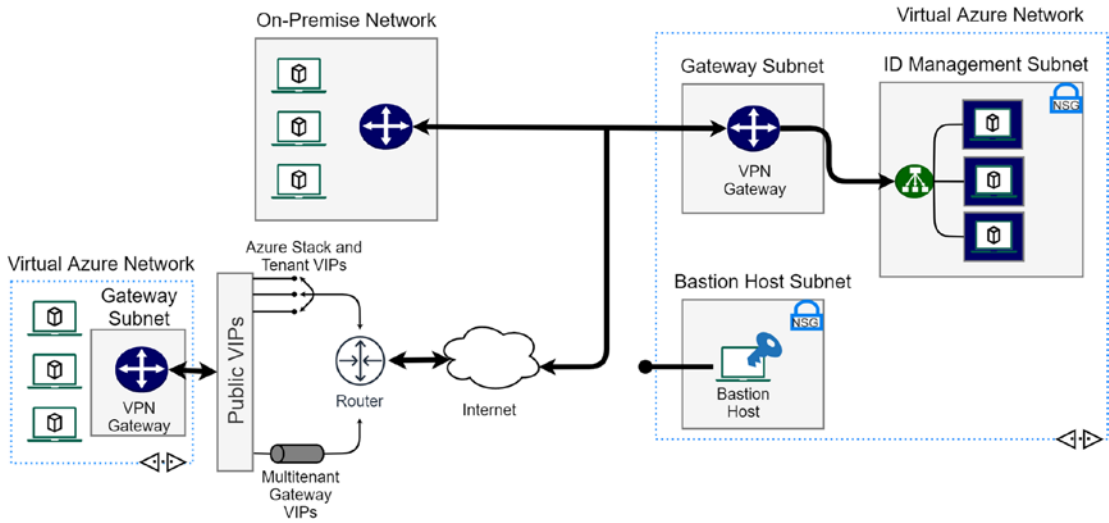 On-Premise Network
Virtual Azure Network
Gateway Subnet
ID Management Subnet
NSG
VPN
Gateway
Azure Stack and
Tenant VIPs
Virtual Azure Network
Gateway
Subnet
VPN
Gateway
Public VIPs
Router
Internet
Multitenant
Gateway
VIPs
Bastion Host Subnet
NSG
Bastion
Host